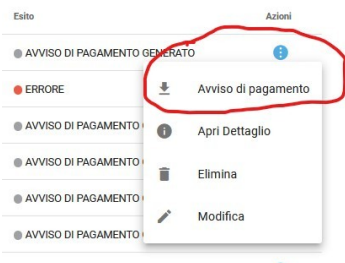 Esito Azioni
AVVISO DI PAGAMENTO GENERATO
ERRORE
Avviso di pagamento
AVVISO DI PAGAMENTO
Apri Dettaglio
AVVISO DI PAGAMENTO
Elimina
AVVISO DI PAGAMENTO
Modifica
AVVISO DI PAGAMENTO